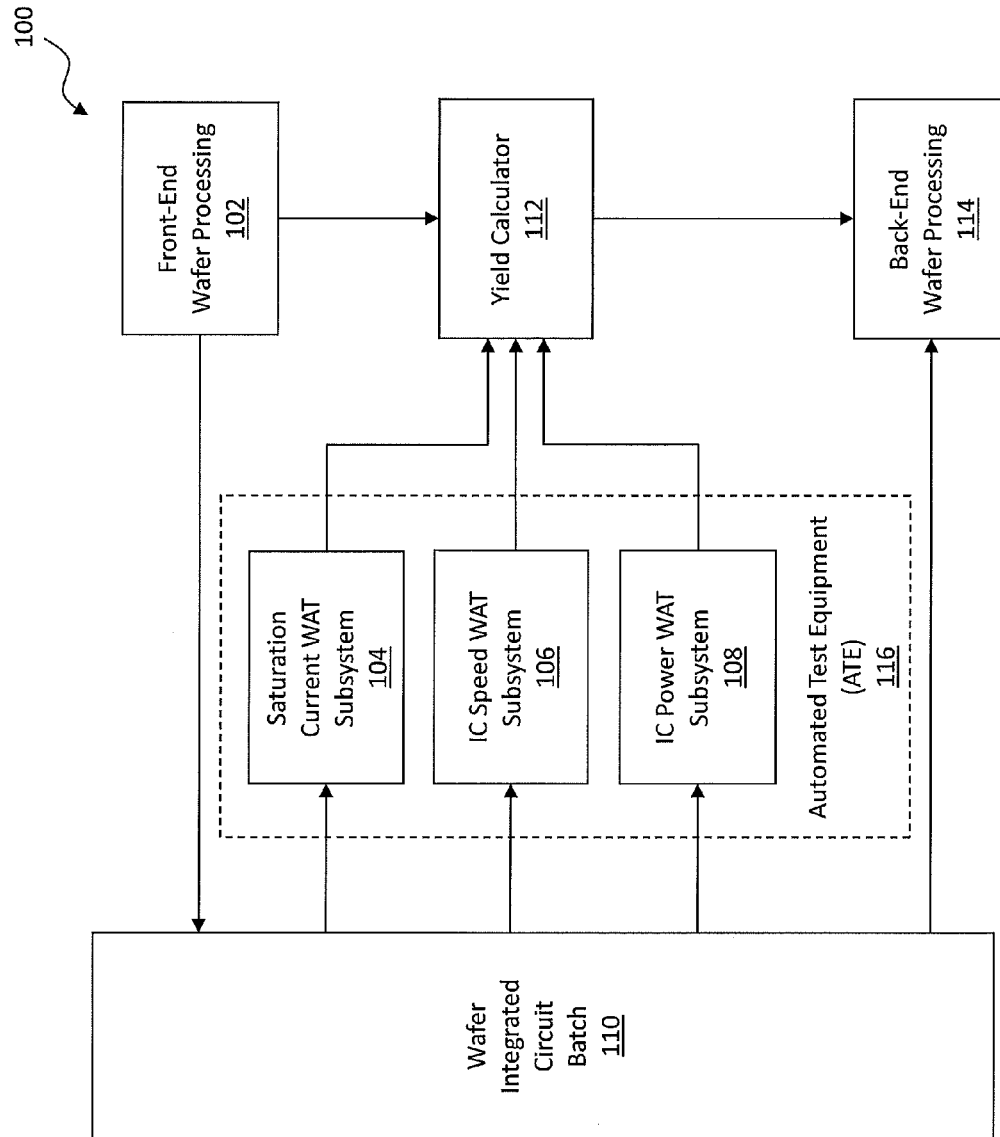 100
Front-End
Wafer Processing
102
Yield Calculator
112
Back-End
Wafer Processing
114
Saturation
Current WAT
Subsystem
104
IC Speed WAT
Subsystem
106
IC Power WAT
Subsystem
108
Automated Test Equipment
(ATE)
116
Wafer
Integrated
Circuit
Batch
110